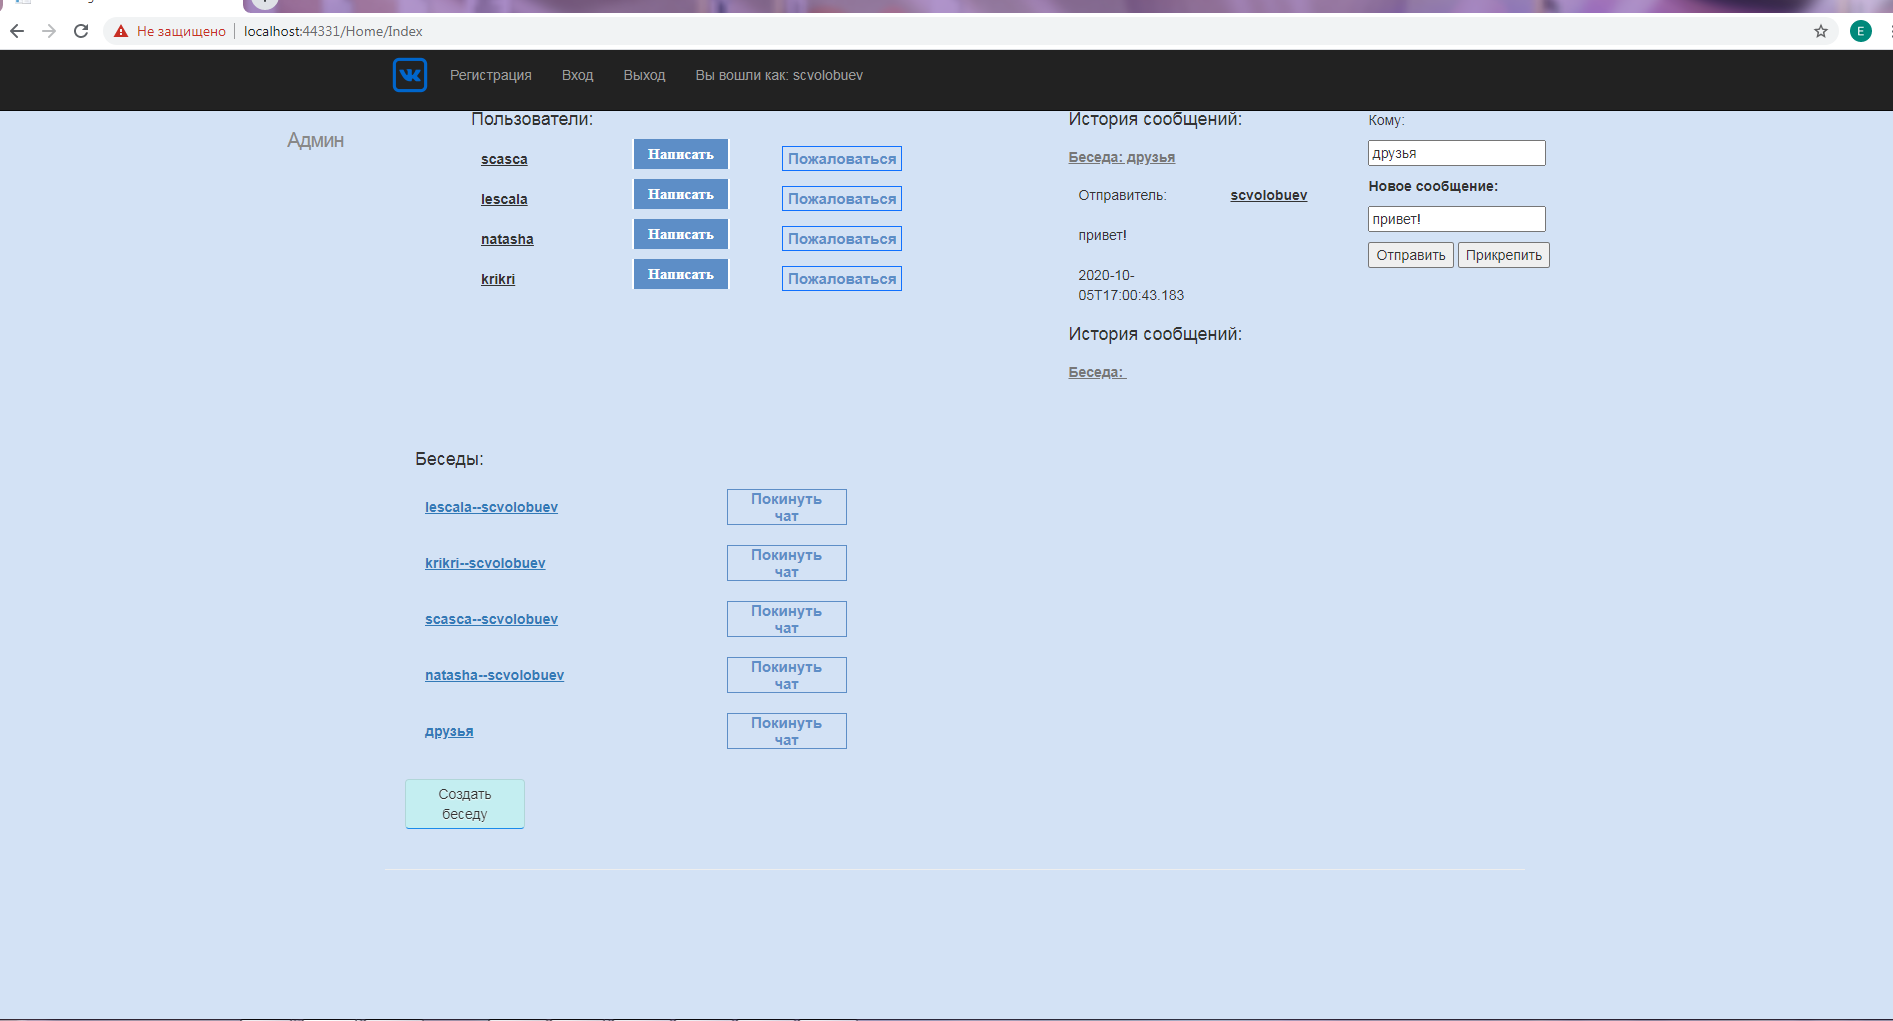 Не защищено localhost:44331/Home/Index E
Регистрация Вход Выход Вы вошли как: scvolobuev
Админ
Пользователи:
scasca Написать Пожаловаться
lescala Написать Пожаловаться
natasha Написать Пожаловаться
krikri Написать Пожаловаться
История сообщений:
Беседа: друзья
Отправитель: scvolobuev
привет!
2020-10-
05T17:00:43.183
История сообщений:
Беседа:
Кому:
друзья
Новое сообщение:
привет!
Отправить Прикрепить
Беседы:
lescala--scvolobuev Покинуть
чат
krikri--scvolobuev Покинуть
чат
scasca--scvolobuev Покинуть
чат
natasha--scvolobuev Покинуть
чат
друзья Покинуть
чат
Создать
беседу